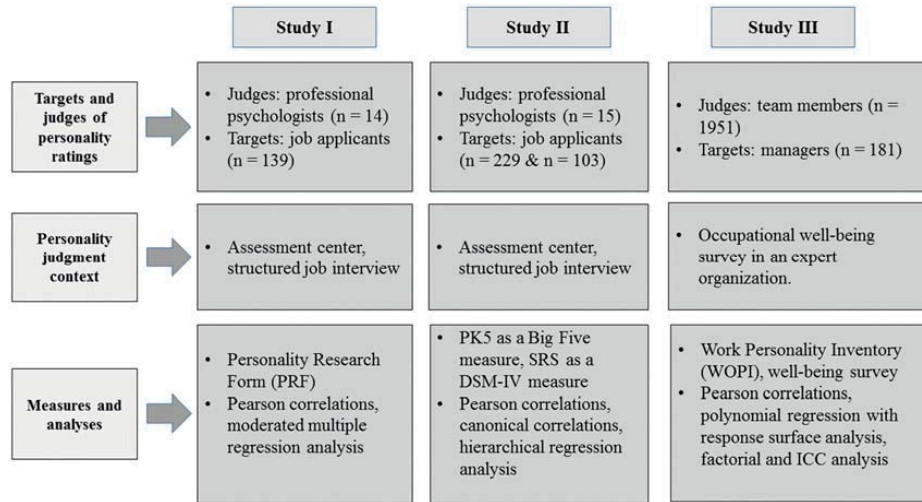 Study I
Study II
Study III
Targets and
judges of
personality
ratings
• Judges: professional
psychologists (n = 14)
• Targets: job applicants
(n = 139)
• Judges: professional
psychologists (n = 15)
• Targets: job applicants
(n = 229 & n = 103)
• Judges: team members (n =
1951)
• Targets: managers (n = 181)
Personality
judgment
context
• Assessment center,
structured job interview
• Assessment center,
structured job interview
• Occupational well-being
survey in an expert
organization.
Measures and
analyses
• Personality Research
Form (PRF)
• Pearson correlations,
moderated multiple
regression analysis
• PK5 as a Big Five
measure, SRS as a
DSM-IV measure
• Pearson correlations,
canonical correlations,
hierarchical regression
analysis
• Work Personality Inventory
(WOPI), well-being survey
• Pearson correlations,
polynomial regression with
response surface analysis,
factorial and ICC analysis